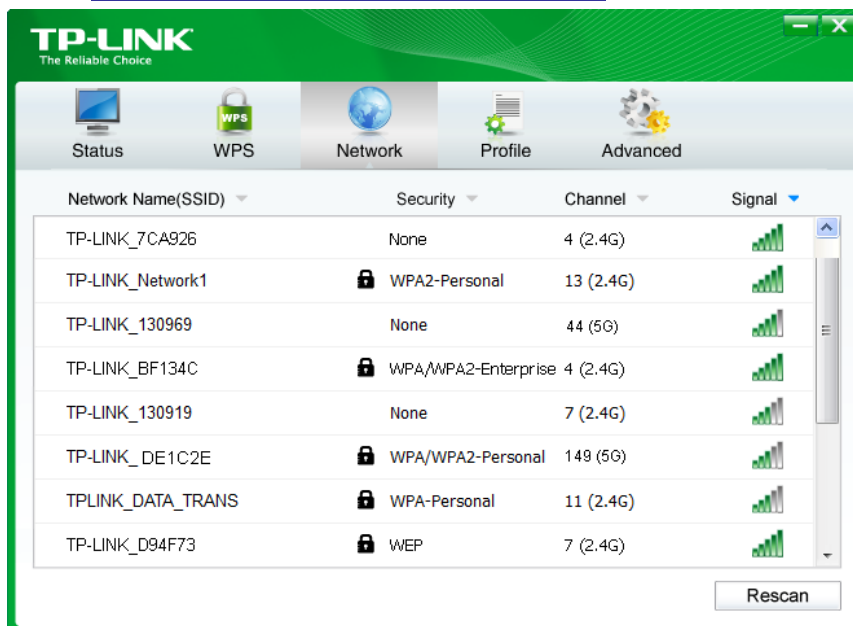 TP-LINK
The Reliable Choice
WPS
Status WPS Network Profile Advanced
Network Name(SSID) Security Channel Signal
TP-LINK_7CA926 None 4 (2.4G)
TP-LINK_Network1 WPA2-Personal 13 (2.4G)
TP-LINK_130969 None 44 (5G)
TP-LINK_BF134C WPA/WPA2-Enterprise 4 (2.4G)
TP-LINK_130919 None 7 (2.4G)
TP-LINK_ DE1C2E WPA/WPA2-Personal 149 (5G)
TPLINK_DATA_TRANS WPA-Personal 11 (2.4G)
TP-LINK_D94F73 WEP 7 (2.4G)
Rescan